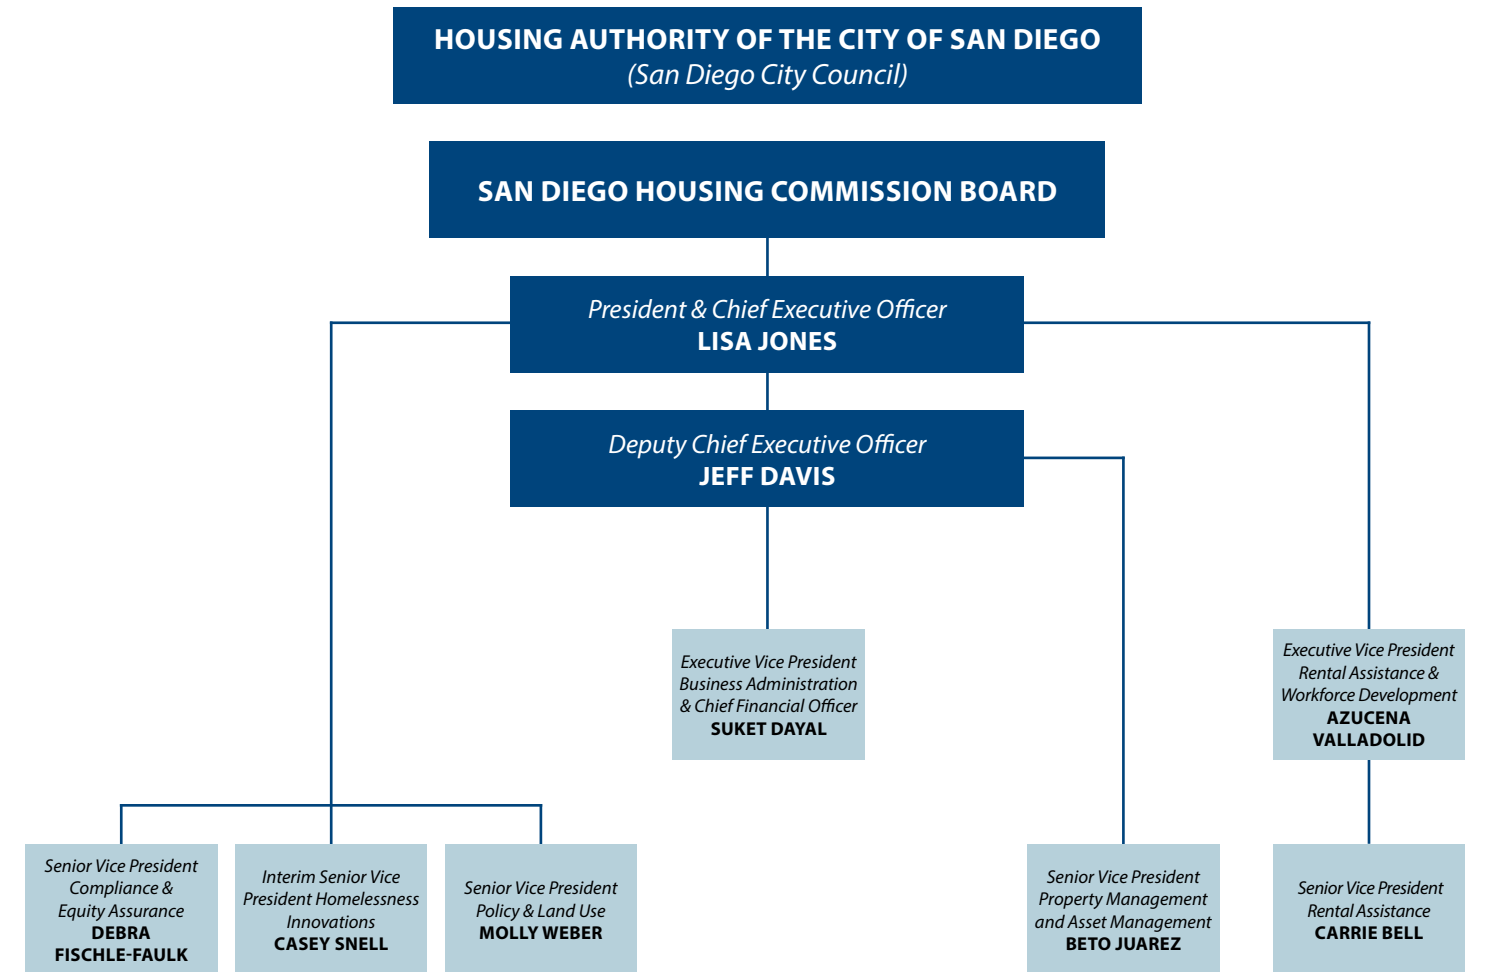 HOUSING AUTHORITY OF THE CITY OF SAN DIEGO
(San Diego City Council)
SAN DIEGO HOUSING COMMISSION BOARD
President & Chief Executive Officer
LISA JONES
Deputy Chief Executive Officer
JEFF DAVIS
Executive Vice President
Business Administration
& Chief Financial Officer
SUKET DAYAL
Executive Vice President
Rental Assistance &
Workforce Development
AZUCENA
VALLADOLID
Senior Vice President
Compliance &
Equity Assurance
DEBRA
FISCHLE-FAULK
Interim Senior Vice
President Homelessness
Innovations
CASEY SNELL
Senior Vice President
Policy & Land Use
MOLLY WEBER
Senior Vice President
Property Management
and Asset Management
BETO JUAREZ
Senior Vice President
Rental Assistance
CARRIE BELL